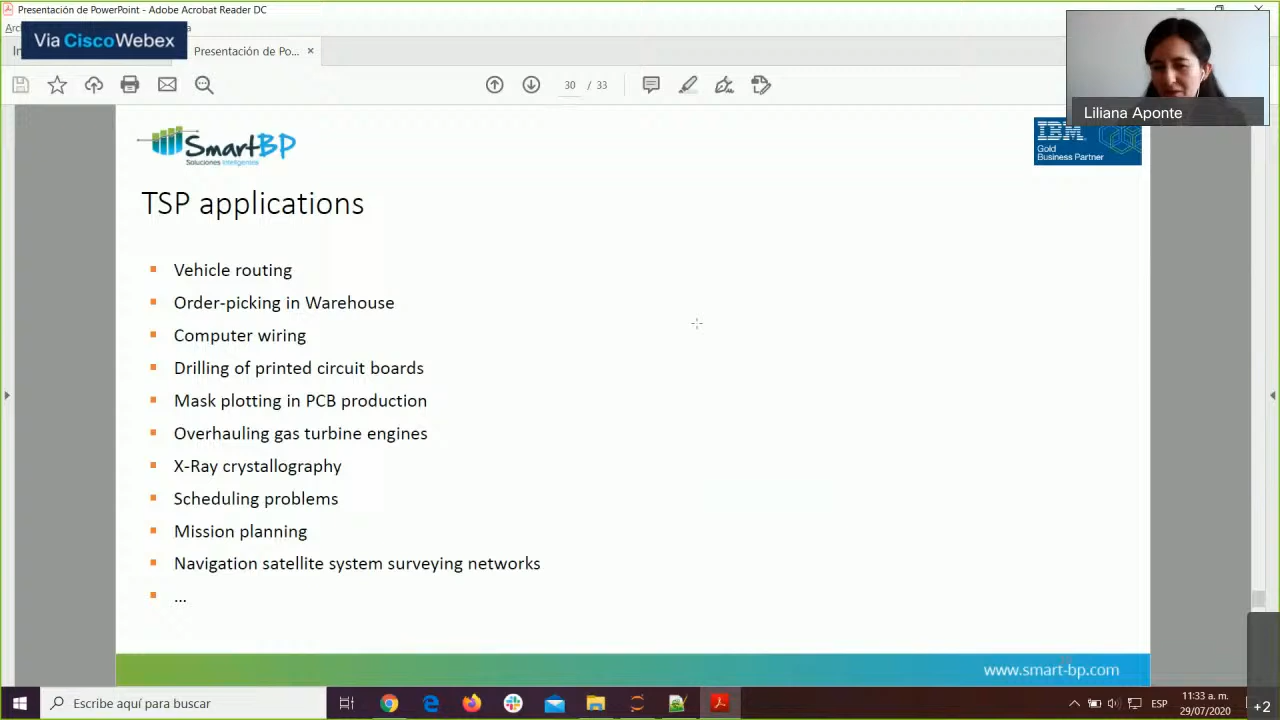 Presentación de PowerPoint - Adobe Acrobat Reader DC
Via Cisco Webex
Presentación de Po... ×
30 / 33
Liliana Aponte
SmartBP
Soluciones Inteligentes
IBM
Gold
Business Partner
TSP applications
Vehicle routing
Order-picking in Warehouse
Computer wiring
Drilling of printed circuit boards
Mask plotting in PCB production
Overhauling gas turbine engines
X-Ray crystallography
Scheduling problems
Mission planning
Navigation satellite system surveying networks
...
www.smart-bp.com
Escribe aquí para buscar
ESP
11:33 a. m.
29/07/2020
+2